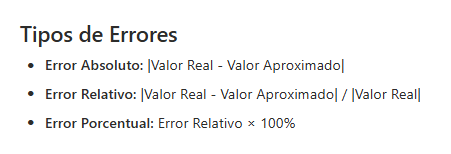 Tipos de Errores
• Error Absoluto: |Valor Real - Valor Aproximado|
• Error Relativo: |Valor Real - Valor Aproximado| / |Valor Real|
• Error Porcentual: Error Relativo × 100%